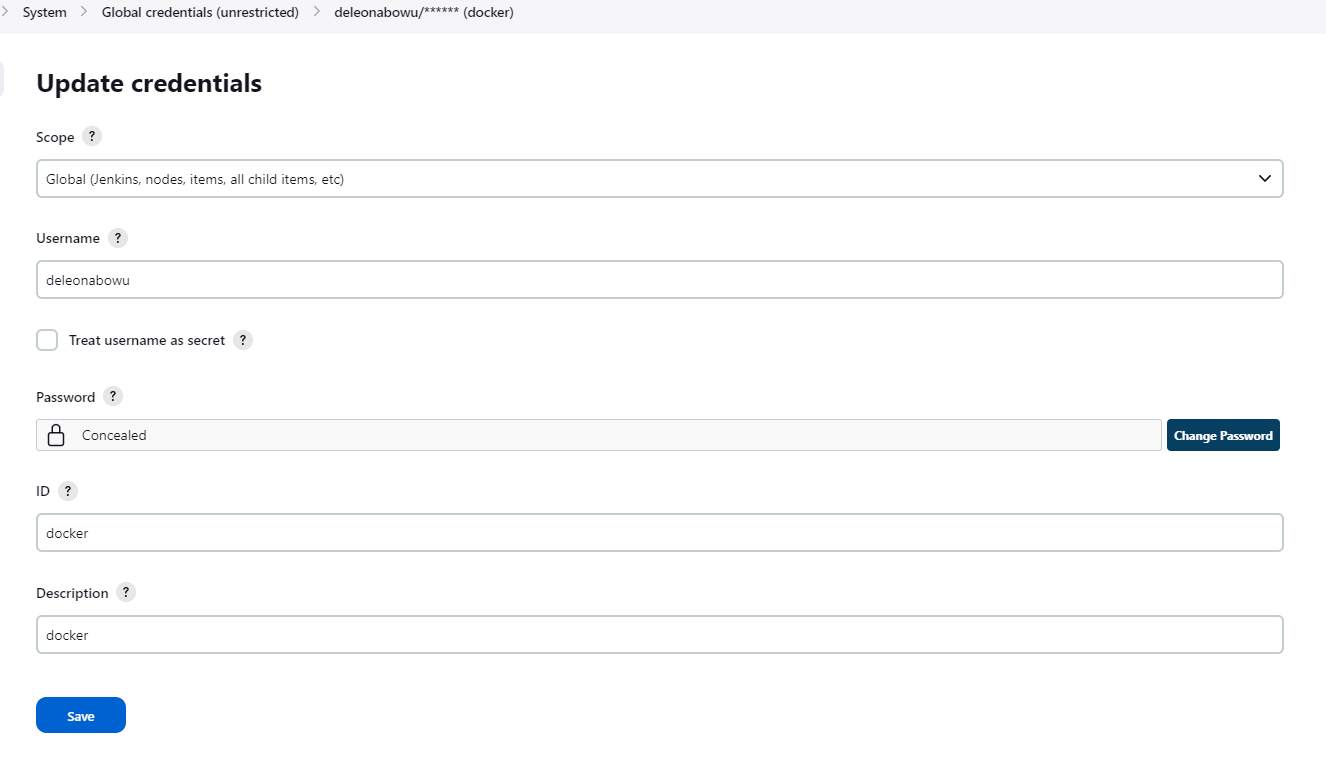 System > Global credentials (unrestricted) > deleonabowu/****** (docker)
Update credentials
Scope ?
Global (Jenkins, nodes, items, all child items, etc)
Username ?
deleonabowu
Treat username as secret ?
Password ?
Concealed Change Password
ID ?
docker
Description ?
docker
Save